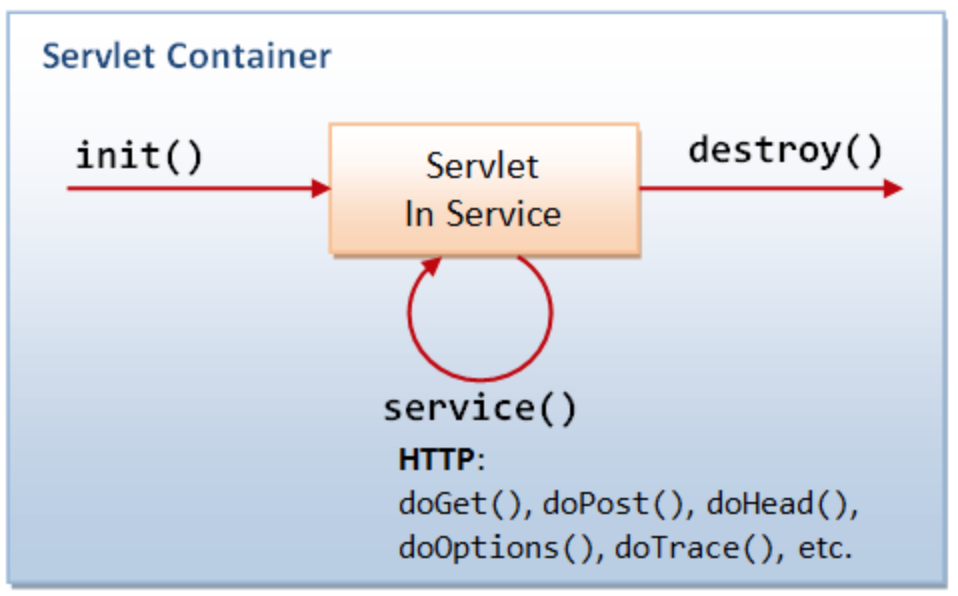 Servlet Container
init()
Servlet
In Service
destroy()
service()
HTTP:
doGet(), doPost(), doHead(),
doOptions(), doTrace(), etc.